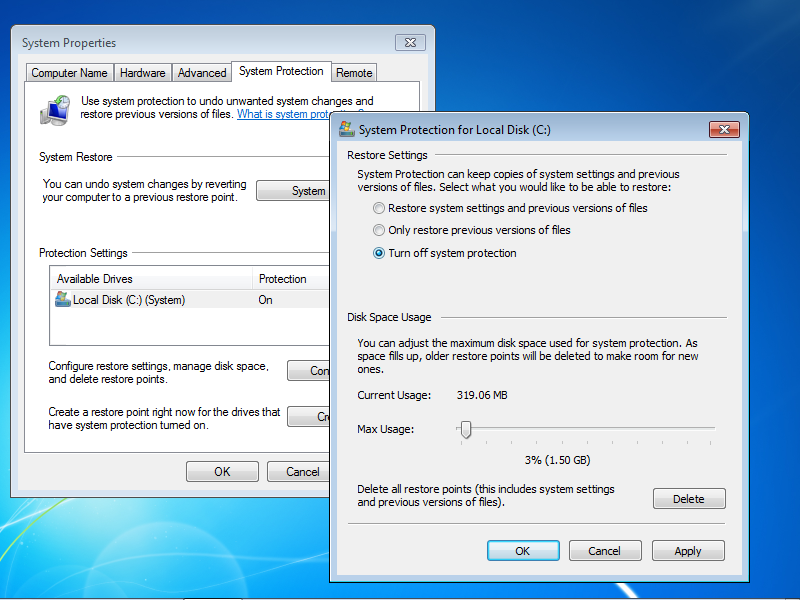 System Properties
Computer Name
Hardware
Advanced
System Protection
Remote
Use system protection to undo unwanted system changes and
restore previous versions of files. What is system
System Restore
You can undo system changes by reverting
your computer to a previous restore point.
System
Protection Settings
Available Drives
Protection
Local Disk (C:) (System)
On
Configure restore settings, manage disk space,
and delete restore points.
Create a restore point right now for the drives that
have system protection turned on.
OK
Cancel
System Protection for Local Disk (C:)
Restore Settings
System Protection can keep copies of system settings and previous
versions of files. Select what you would like to be able to restore:
Restore system settings and previous versions of files
Only restore previous versions of files
Turn off system protection
Disk Space Usage
You can adjust the maximum disk space used for system protection. As
space fills up, older restore points will be deleted to make room for new
ones.
Current Usage:
319.06 MB
Max Usage:
3% (1.50 GB)
Delete all restore points (this includes system settings
and previous versions of files).
Delete
OK
Cancel
Apply